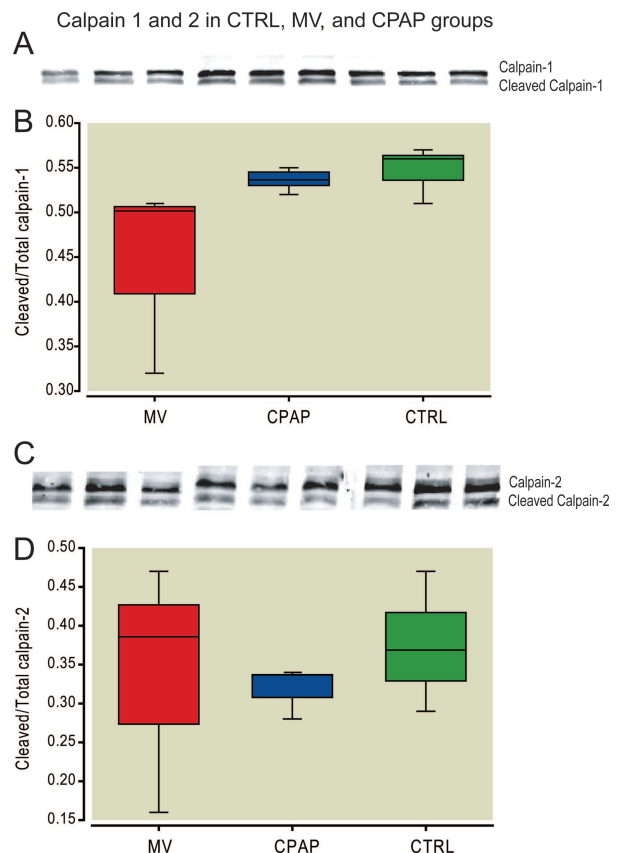 Calpain 1 and 2 in CTRL, MV, and CPAP groups
A
Calpain-1
Cleaved Calpain-1
B
Cleaved/Total calpain-1
0.60
0.55
0.50
0.45
0.40
0.35
0.30
MV CPAP CTRL
C
Calpain-2
Cleaved Calpain-2
D
Cleaved/Total calpain-2
0.50
0.45
0.40
0.35
0.30
0.25
0.20
0.15
MV CPAP CTRL